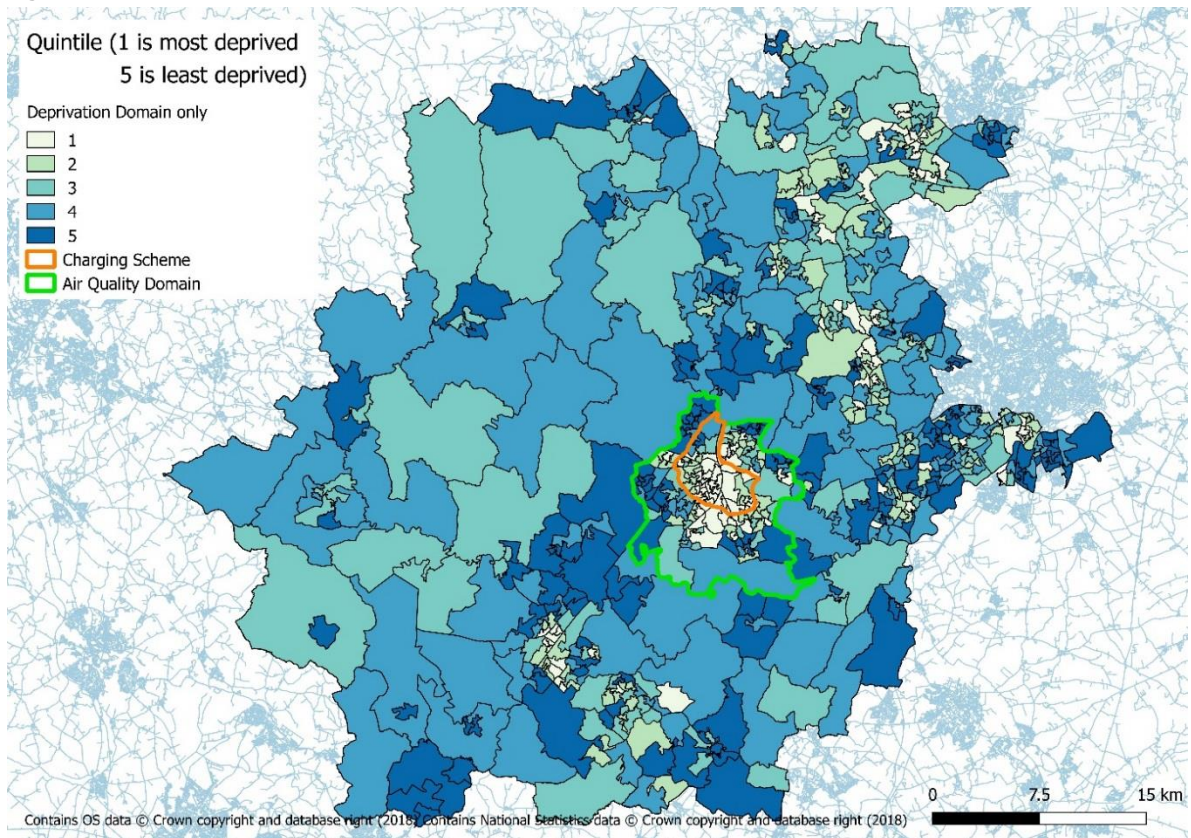 Quintile (1 is most deprived
5 is least deprived)
Deprivation Domain only
1
2
3
4
5
Charging Scheme
Air Quality Domain
0 7.5 15 km
Contains OS data © Crown copyright and database right (2018) Contains National Statistics data © Crown copyright and database right (2018)